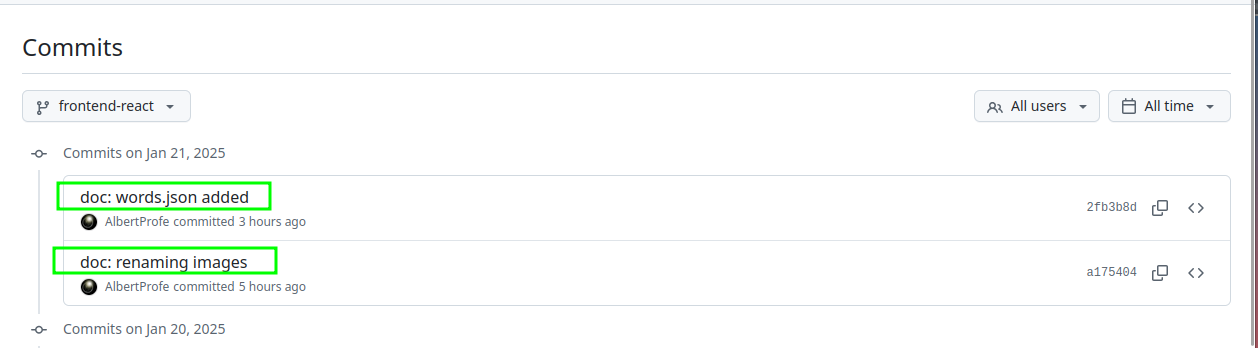 Commits
frontend-react
All users
All time
Commits on Jan 21, 2025
doc: words.json added
AlbertProfe committed 3 hours ago
2fb3b8d
doc: renaming images
AlbertProfe committed 5 hours ago
a175404
Commits on Jan 20, 2025